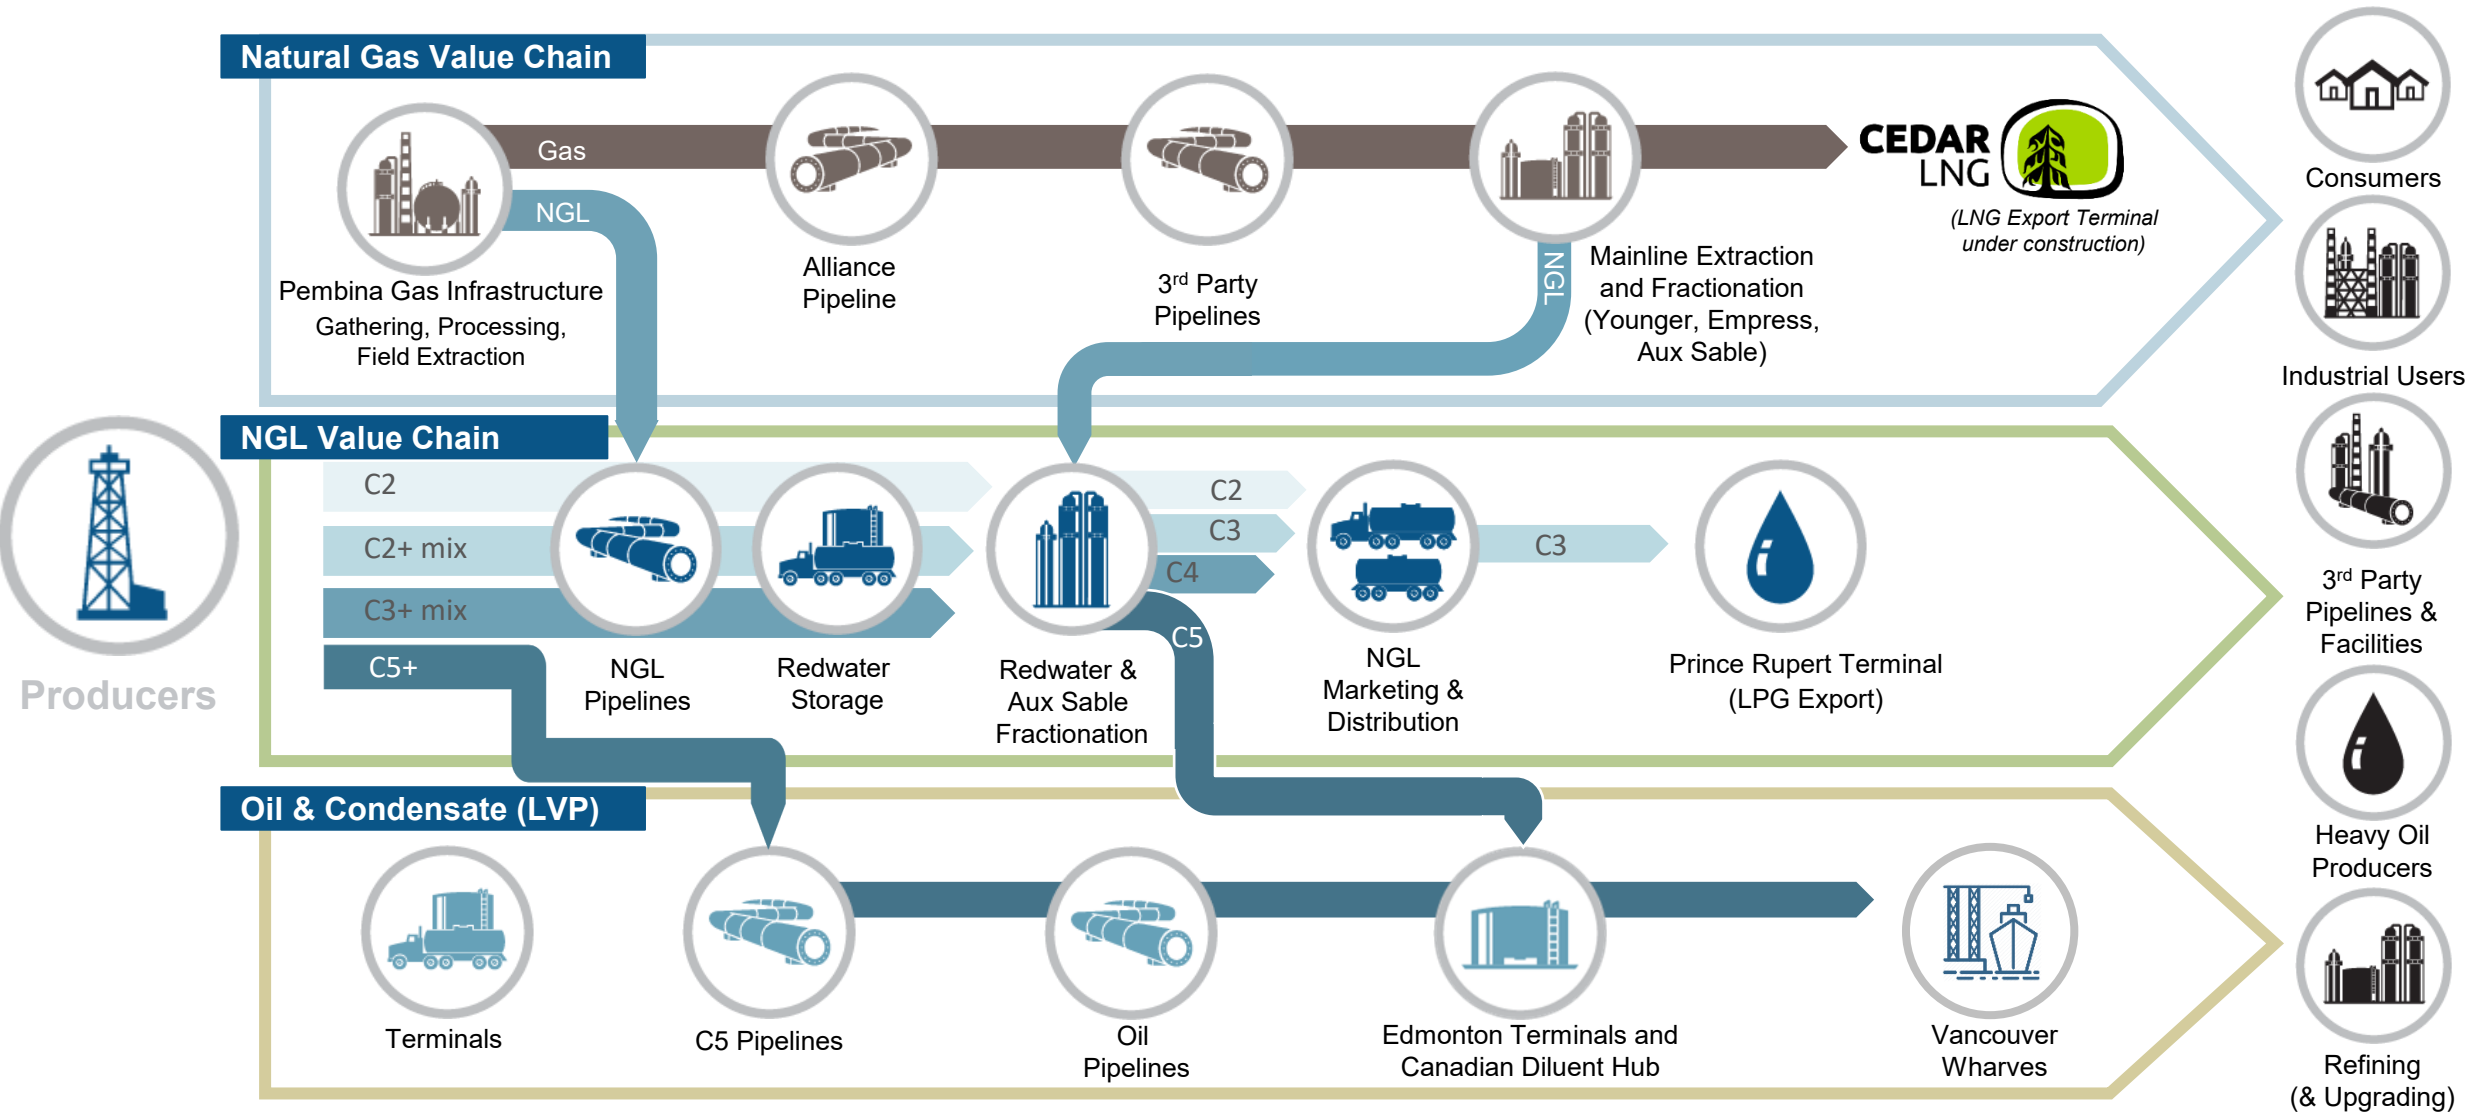 Natural Gas Value Chain
Gas
NGL
Pembina Gas Infrastructure
Gathering, Processing,
Field Extraction
Alliance
Pipeline
3rd Party
Pipelines
NGL
Mainline Extraction
and Fractionation
(Younger, Empress,
Aux Sable)
CEDAR
LNG
(LNG Export Terminal
under construction)
Producers
NGL Value Chain
C2
C2+ mix
C3+ mix
C5+
NGL
Pipelines
Redwater
Storage
Redwater &
Aux Sable
Fractionation
C2
C3
C4
C5
NGL
Marketing &
Distribution
C3
Prince Rupert Terminal
(LPG Export)
Oil & Condensate (LVP)
Terminals
C5 Pipelines
Oil
Pipelines
Edmonton Terminals and
Canadian Diluent Hub
Vancouver
Wharves
Consumers
Industrial Users
3rd Party
Pipelines &
Facilities
Heavy Oil
Producers
Refining
(& Upgrading)